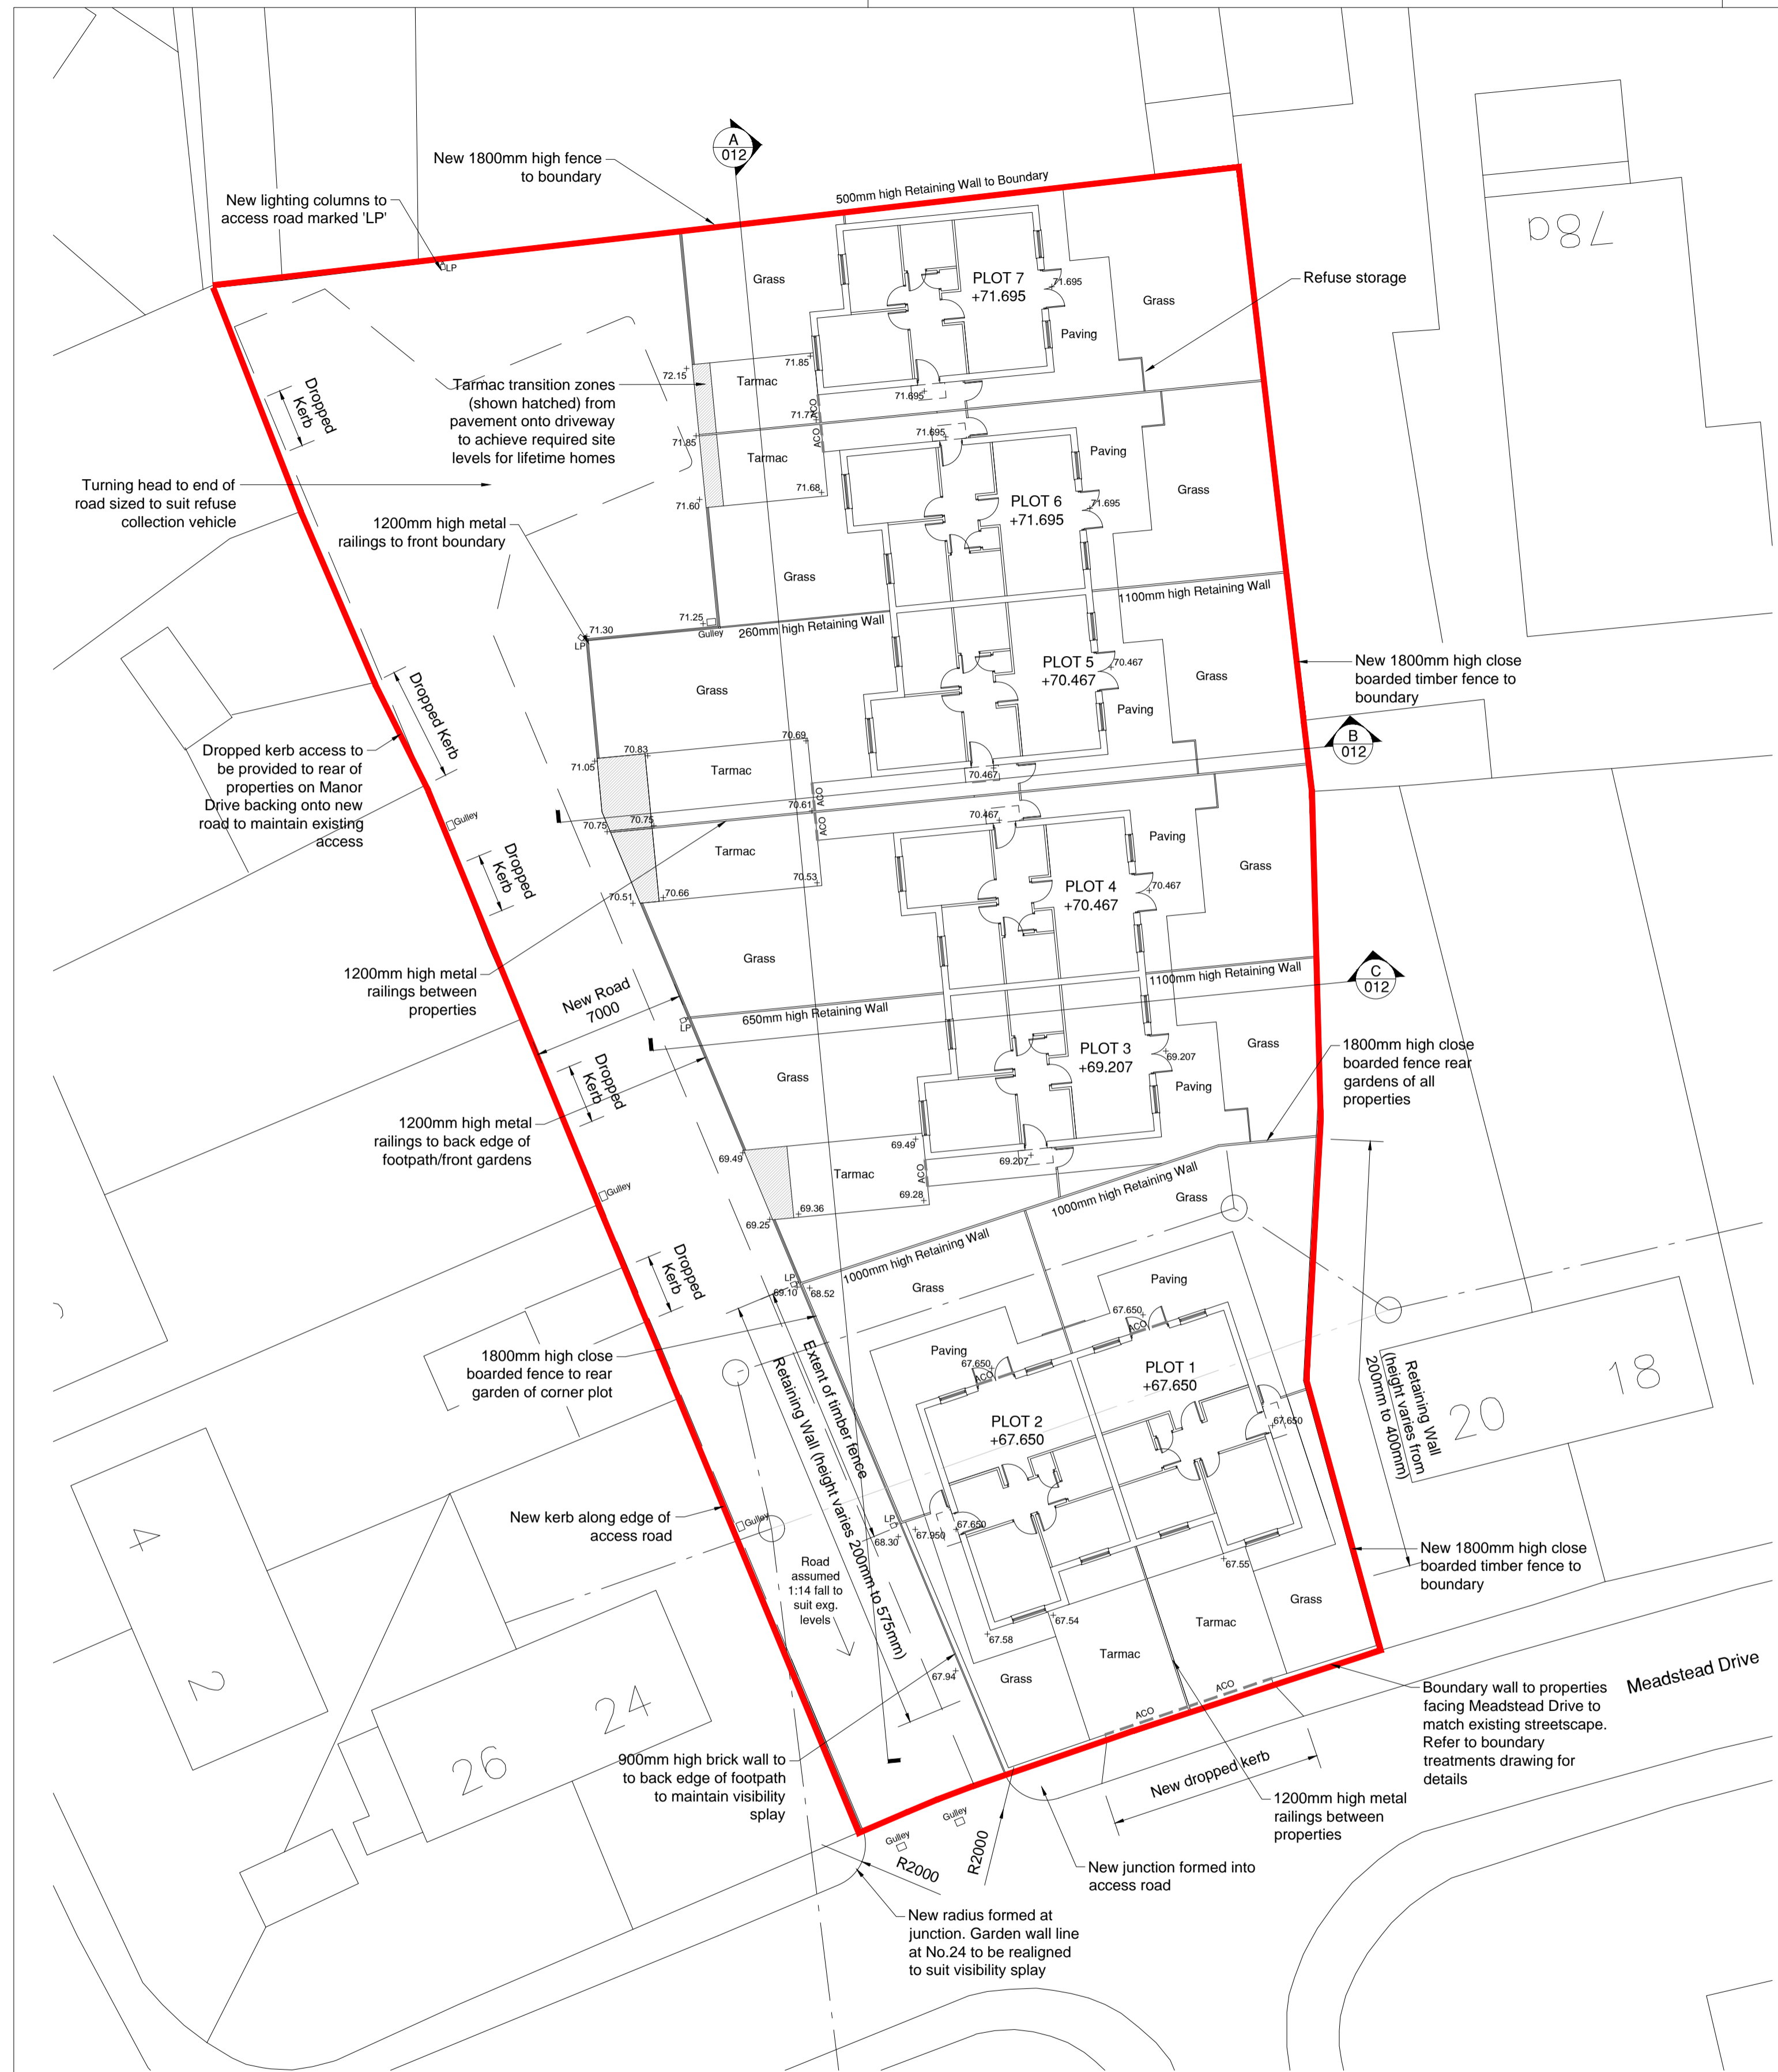 A
012
New 1800mm high fence
to boundary
500mm high Retaining Wall to Boundary
New lighting columns to
access road marked 'LP'
78a
LP
Grass
PLOT 7
+71.695
71.695
Refuse storage
Grass
Paving
Dropped
Kerb
Tarmac transition zones
(shown hatched) from
pavement onto driveway
to achieve required site
levels for lifetime homes
72.15
71.85
Tarmac
71.695
71.77
ACO
ACO
71.85
71.695
Tarmac
Paving
Turning head to end of
road sized to suit refuse
collection vehicle
71.68
71.60
PLOT 6
+71.695
71.695
Grass
1200mm high metal
railings to front boundary
Grass
1100mm high Retaining Wall
71.25
Gulley
71.30
LP
260mm high Retaining Wall
PLOT 5
+70.467
70.467
Grass
New 1800mm high close
boarded timber fence to
boundary
Grass
Dropped Kerb
Paving
Dropped kerb access to
be provided to rear of
properties on Manor
Drive backing onto new
road to maintain existing
access
B
012
70.83
70.69
71.05
Tarmac
70.467
70.61
ACO
ACO
70.75
70.75
70.467
Gulley
Tarmac
Paving
Grass
Dropped
Kerb
70.53
70.51
70.66
PLOT 4
+70.467
70.467
Grass
1200mm high metal
railings between
properties
1100mm high Retaining Wall
C
012
New Road
7000
LP
650mm high Retaining Wall
PLOT 3
+69.207
69.207
Grass
1800mm high close
boarded fence rear
gardens of all
properties
Grass
Dropped
Kerb
Paving
1200mm high metal
railings to back edge of
footpath/front gardens
69.49
69.49
69.207
Tarmac
ACO
69.28
69.36
69.25
Gulley
1000mm high Retaining Wall
Grass
1000mm high Retaining Wall
Dropped
Kerb
LP
69.10
68.52
Grass
Paving
67.650
ACO
1800mm high close
boarded fence to rear
garden of corner plot
Extent of timber fence
Retaining Wall (height varies 200mm to 575mm)
Paving
67.650
ACO
PLOT 1
+67.650
PLOT 2
+67.650
67.650
Retaining Wall
(height varies from
200mm to 400mm)
20
18
New kerb along edge of
access road
Gulley
LP
68.30
67.950
67.650
4
2
Road
assumed
1:14 fall to
suit exg.
levels
67.55
New 1800mm high close
boarded timber fence to
boundary
67.54
67.58
Grass
Tarmac
Tarmac
67.94
Grass
24
26
ACO
ACO
Meadstead Drive
Boundary wall to properties
facing Meadstead Drive to
match existing streetscape.
Refer to boundary
treatments drawing for
details
900mm high brick wall to
to back edge of footpath
to maintain visibility
splay
New dropped kerb
1200mm high metal
railings between
properties
Gulley
Gulley
R2000
R2000
New junction formed into
access road
New radius formed at
junction. Garden wall line
at No.24 to be realigned
to suit visibility splay